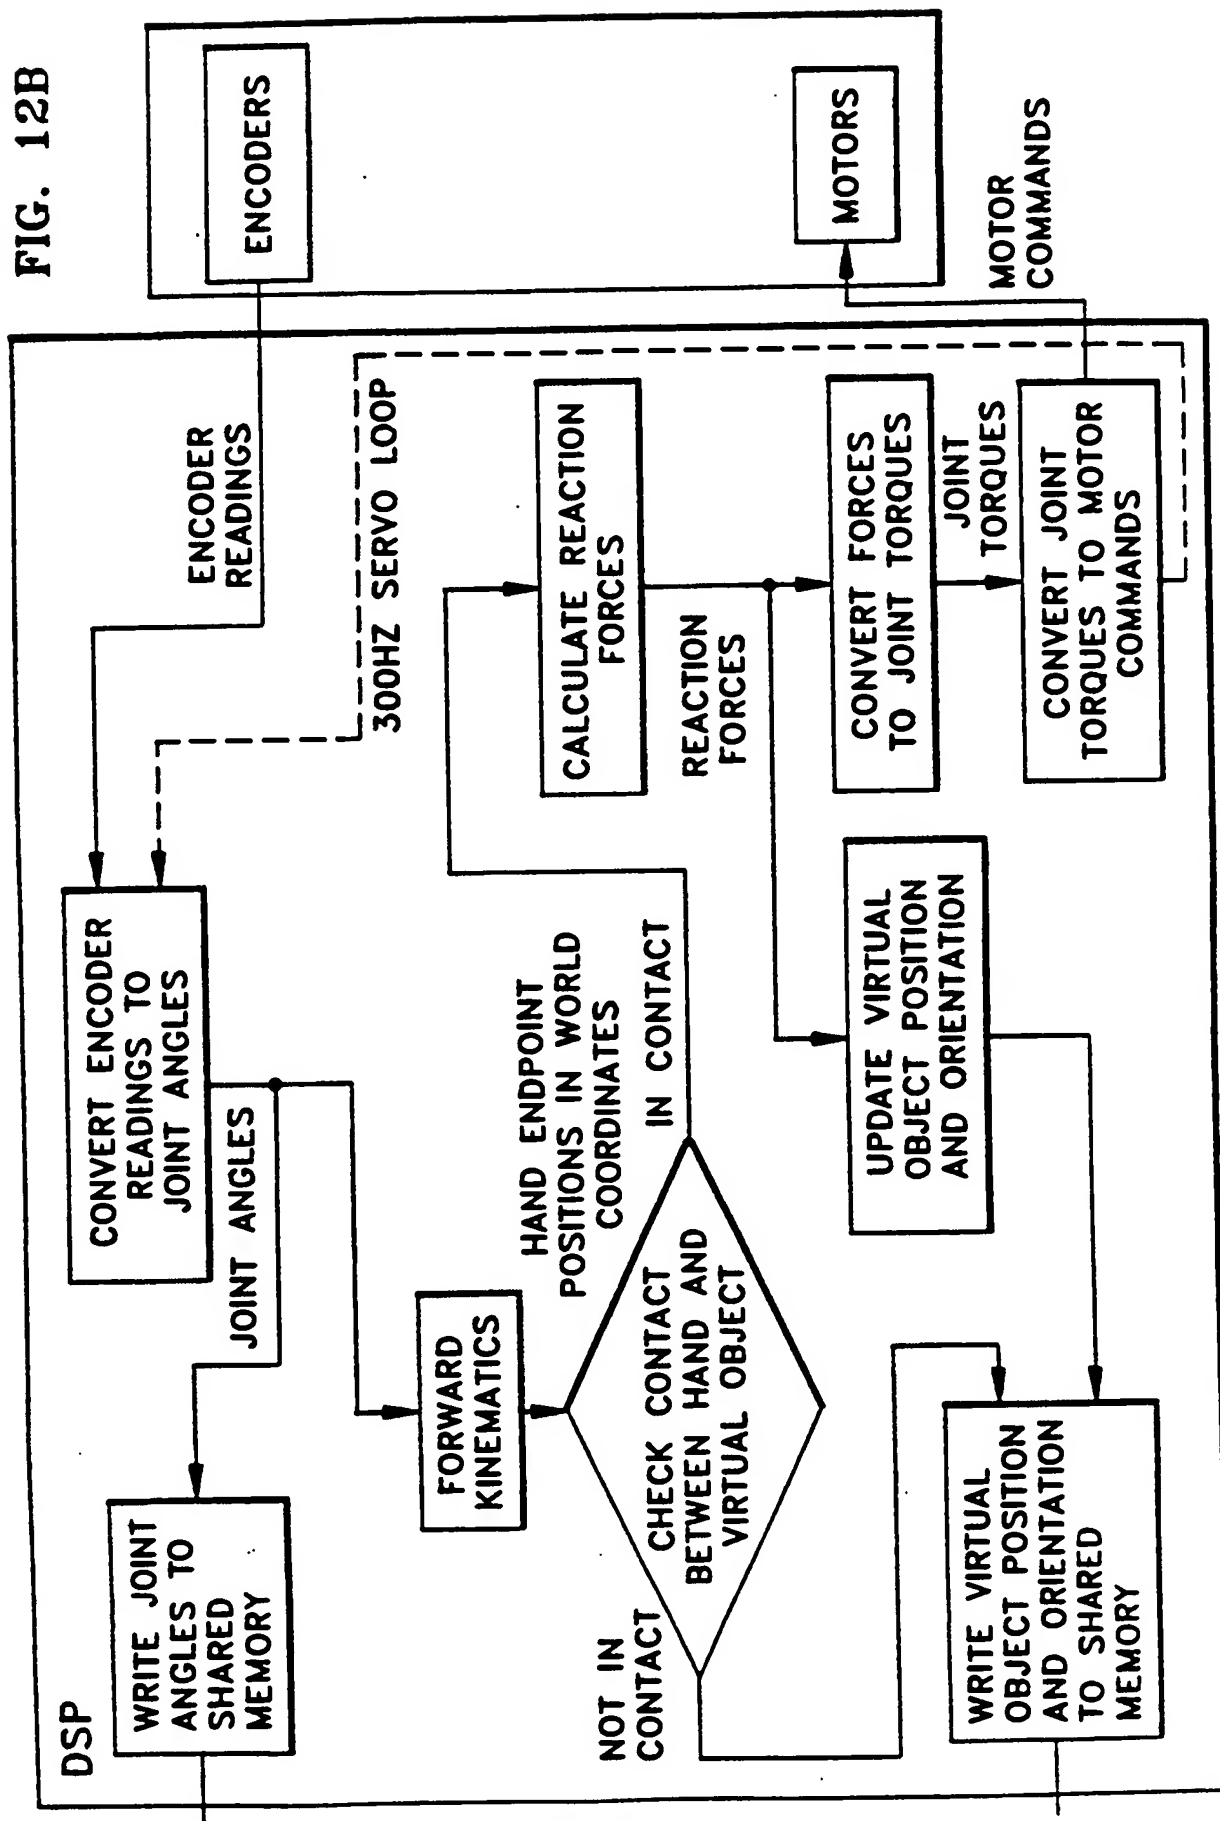 FIG. 12B
DSP
WRITE JOINT
ANGLES TO
SHARED
MEMORY
JOINT ANGLES
CONVERT ENCODER
READINGS TO
JOINT ANGLES
ENCODER
READINGS
ENCODERS
300HZ SERVO LOOP
FORWARD
KINEMATICS
HAND ENDPOINT
POSITIONS IN WORLD
COORDINATES
CHECK CONTACT
BETWEEN HAND AND
VIRTUAL OBJECT
NOT IN
CONTACT
IN CONTACT
CALCULATE REACTION
FORCES
REACTION
FORCES
CONVERT FORCES
TO JOINT TORQUES
JOINT
TORQUES
CONVERT JOINT
TORQUES TO MOTOR
COMMANDS
MOTORS
MOTOR
COMMANDS
UPDATE VIRTUAL
OBJECT POSITION
AND ORIENTATION
WRITE VIRTUAL
OBJECT POSITION
AND ORIENTATION
TO SHARED
MEMORY